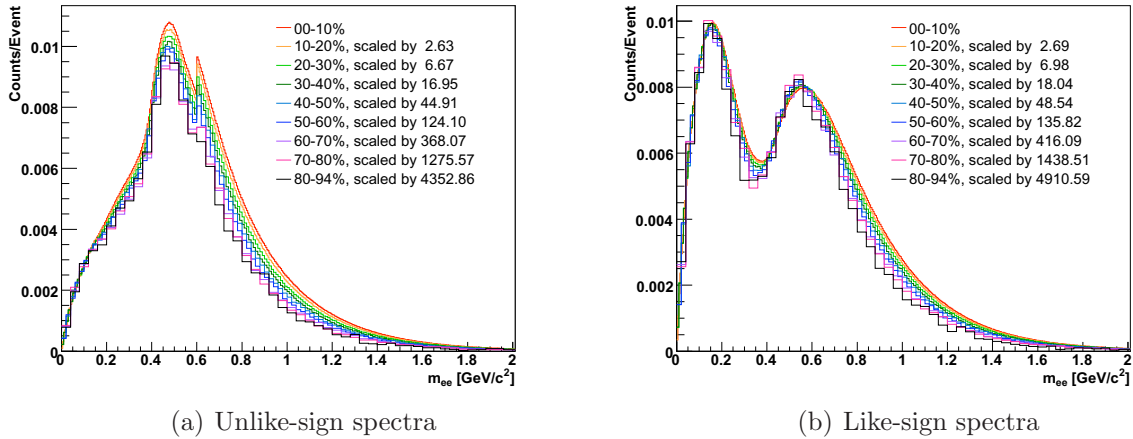 Counts/Event
0.01
0.008
0.006
0.004
0.002
0
00-10%
10-20%, scaled by 2.63
20-30%, scaled by 6.67
30-40%, scaled by 16.95
40-50%, scaled by 44.91
50-60%, scaled by 124.10
60-70%, scaled by 368.07
70-80%, scaled by 1275.57
80-94%, scaled by 4352.86
0 0.2 0.4 0.6 0.8 1 1.2 1.4 1.6 1.8 2
m_ee [GeV/c²]
(a) Unlike-sign spectra
Counts/Event
0.01
0.008
0.006
0.004
0.002
0
00-10%
10-20%, scaled by 2.69
20-30%, scaled by 6.98
30-40%, scaled by 18.04
40-50%, scaled by 48.54
50-60%, scaled by 135.82
60-70%, scaled by 416.09
70-80%, scaled by 1438.51
80-94%, scaled by 4910.59
0 0.2 0.4 0.6 0.8 1 1.2 1.4 1.6 1.8 2
m_ee [GeV/c²]
(b) Like-sign spectra